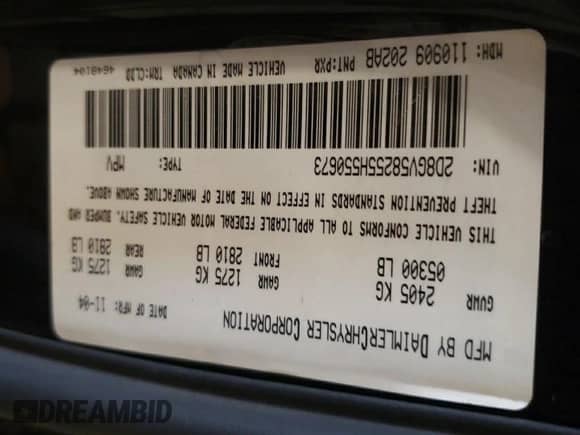 MFD BY DAIMLERCHRYSLER CORPORATION
DATE OF MFR: 11-04
GVWR
2405 KG
05300 LB
GAWR
1275 KG
FRONT 2810 LB
GAWR
1275 KG
REAR 2810 LB
THIS VEHICLE CONFORMS TO ALL APPLICABLE FEDERAL MOTOR VEHICLE SAFETY, BUMPER AND
THEFT PREVENTION STANDARDS IN EFFECT ON THE DATE OF MANUFACTURE SHOWN ABOVE.
VIN: 2D8GV58255H550673 TYPE: MPV
MDH: 110909 202AB PNT:PXR VEHICLE MADE IN CANADA TRM:CLDD 4648104
DREAMBID